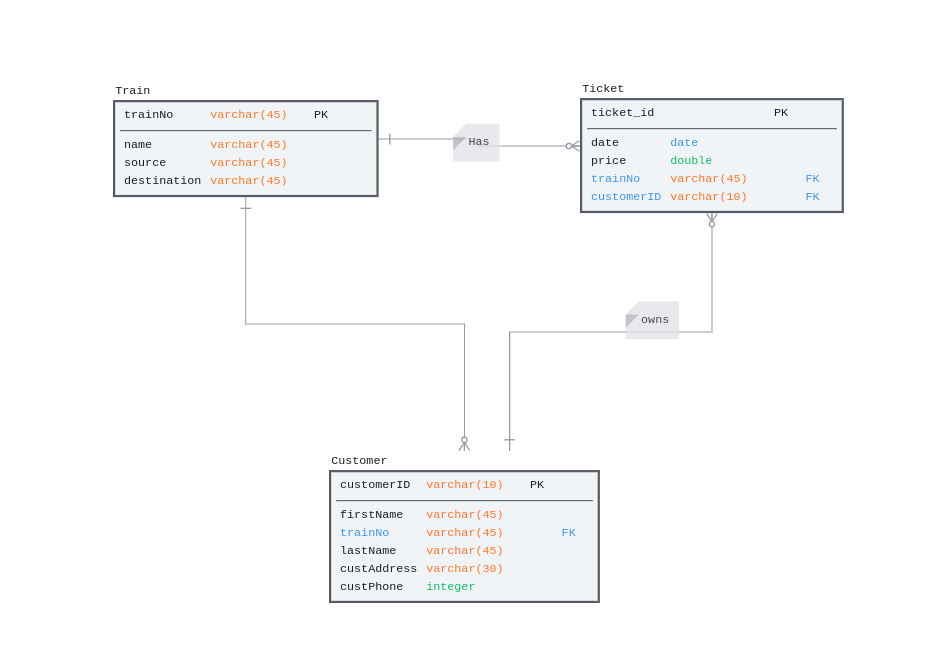 Train
trainNo varchar(45) PK
name varchar(45)
source varchar(45)
destination varchar(45)
Has
Ticket
ticket_id PK
date date
price double
trainNo varchar(45) FK
customerID varchar(10) FK
owns
Customer
customerID varchar(10) PK
firstName varchar(45)
trainNo varchar(45) FK
lastName varchar(45)
custAddress varchar(30)
custPhone integer